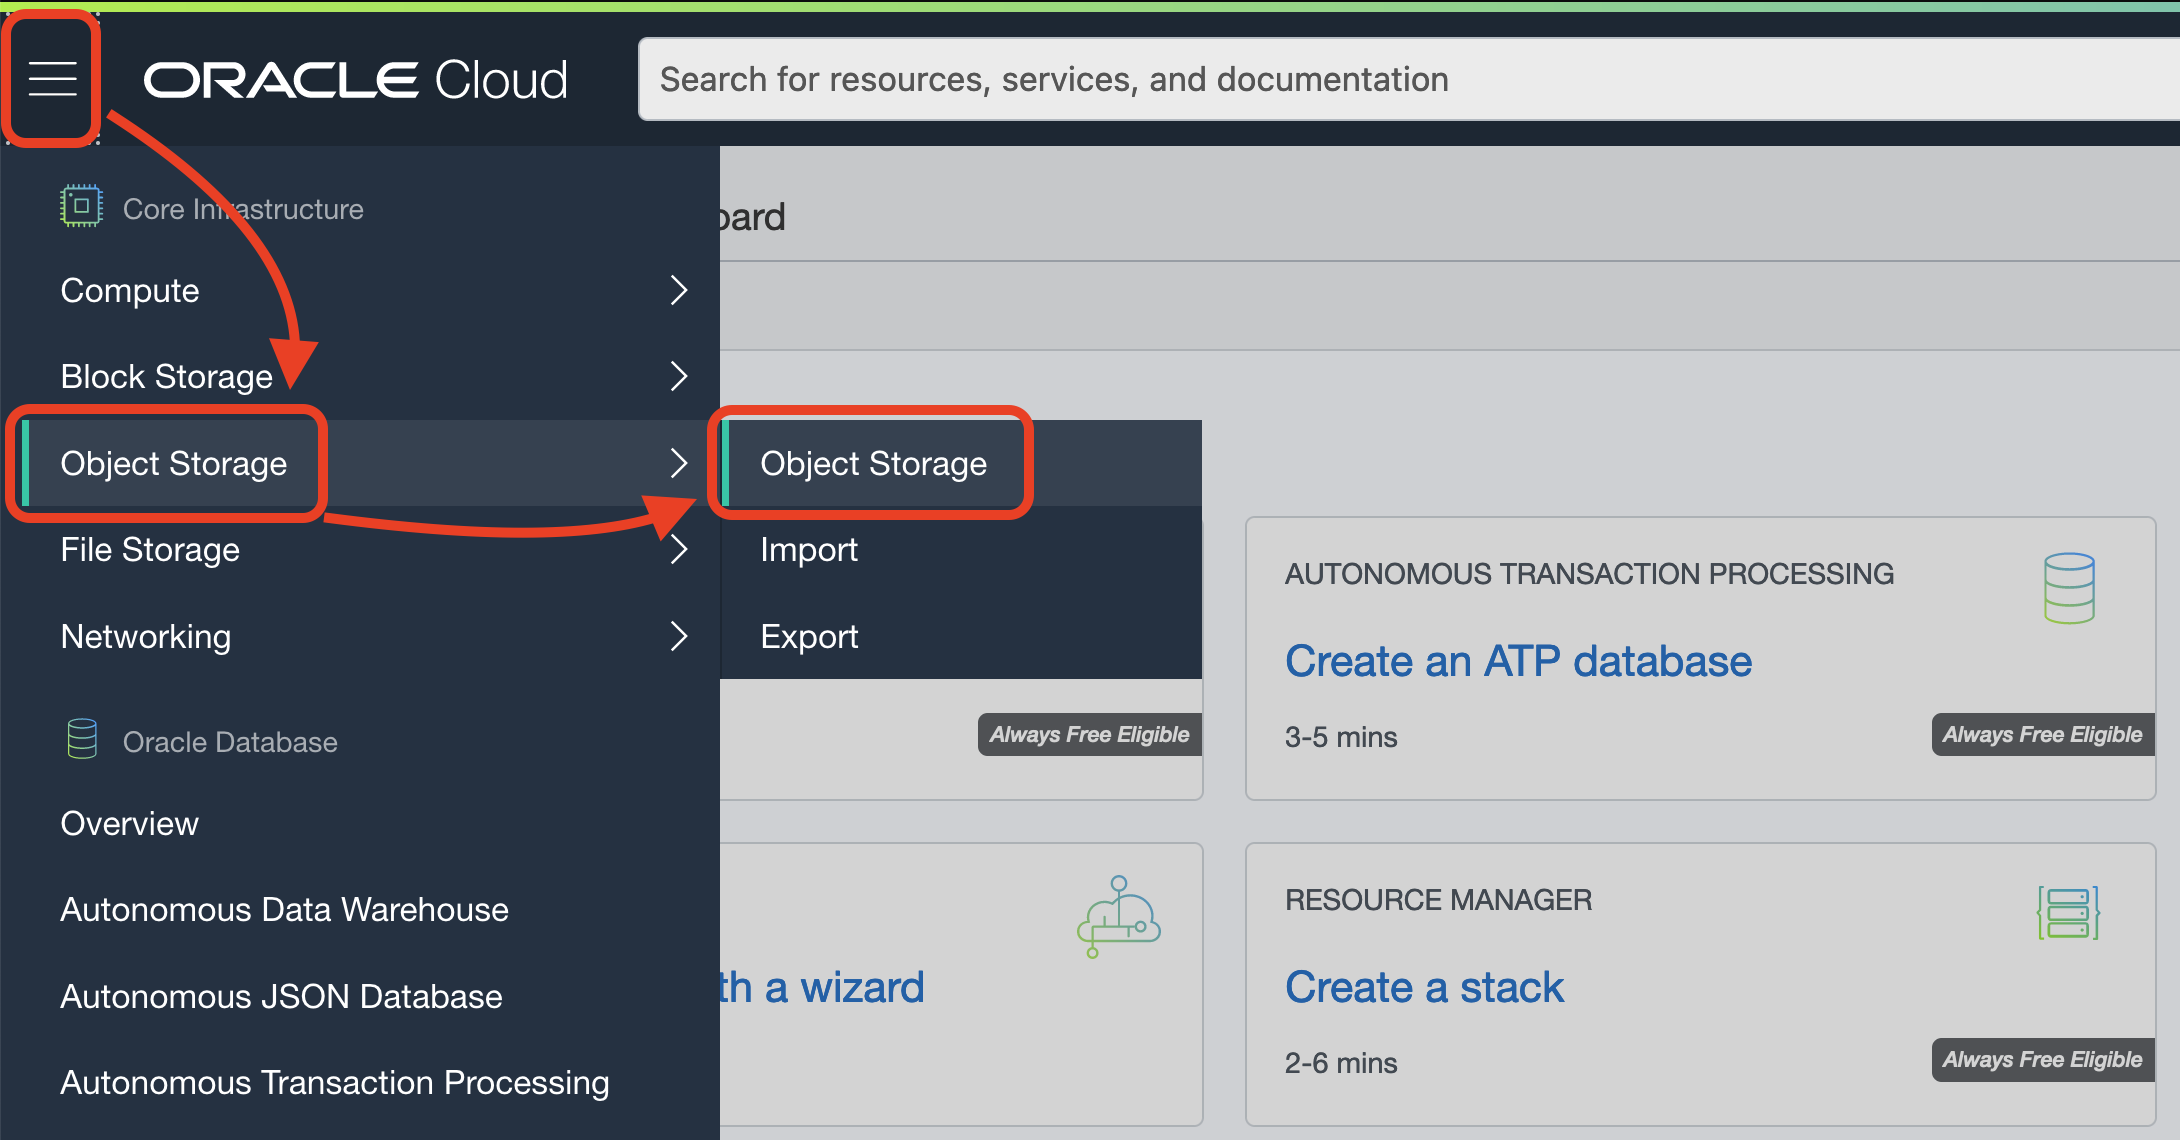 ORACLE Cloud
Search for resources, services, and documentation
Core Infrastructure
Compute
Block Storage
Object Storage
File Storage
Networking
Oracle Database
Overview
Autonomous Data Warehouse
Autonomous JSON Database
Autonomous Transaction Processing
Object Storage
Import
Export
oard
Always Free Eligible
th a wizard
AUTONOMOUS TRANSACTION PROCESSING
Create an ATP database
3-5 mins
Always Free Eligible
RESOURCE MANAGER
Create a stack
2-6 mins
Always Free Eligible